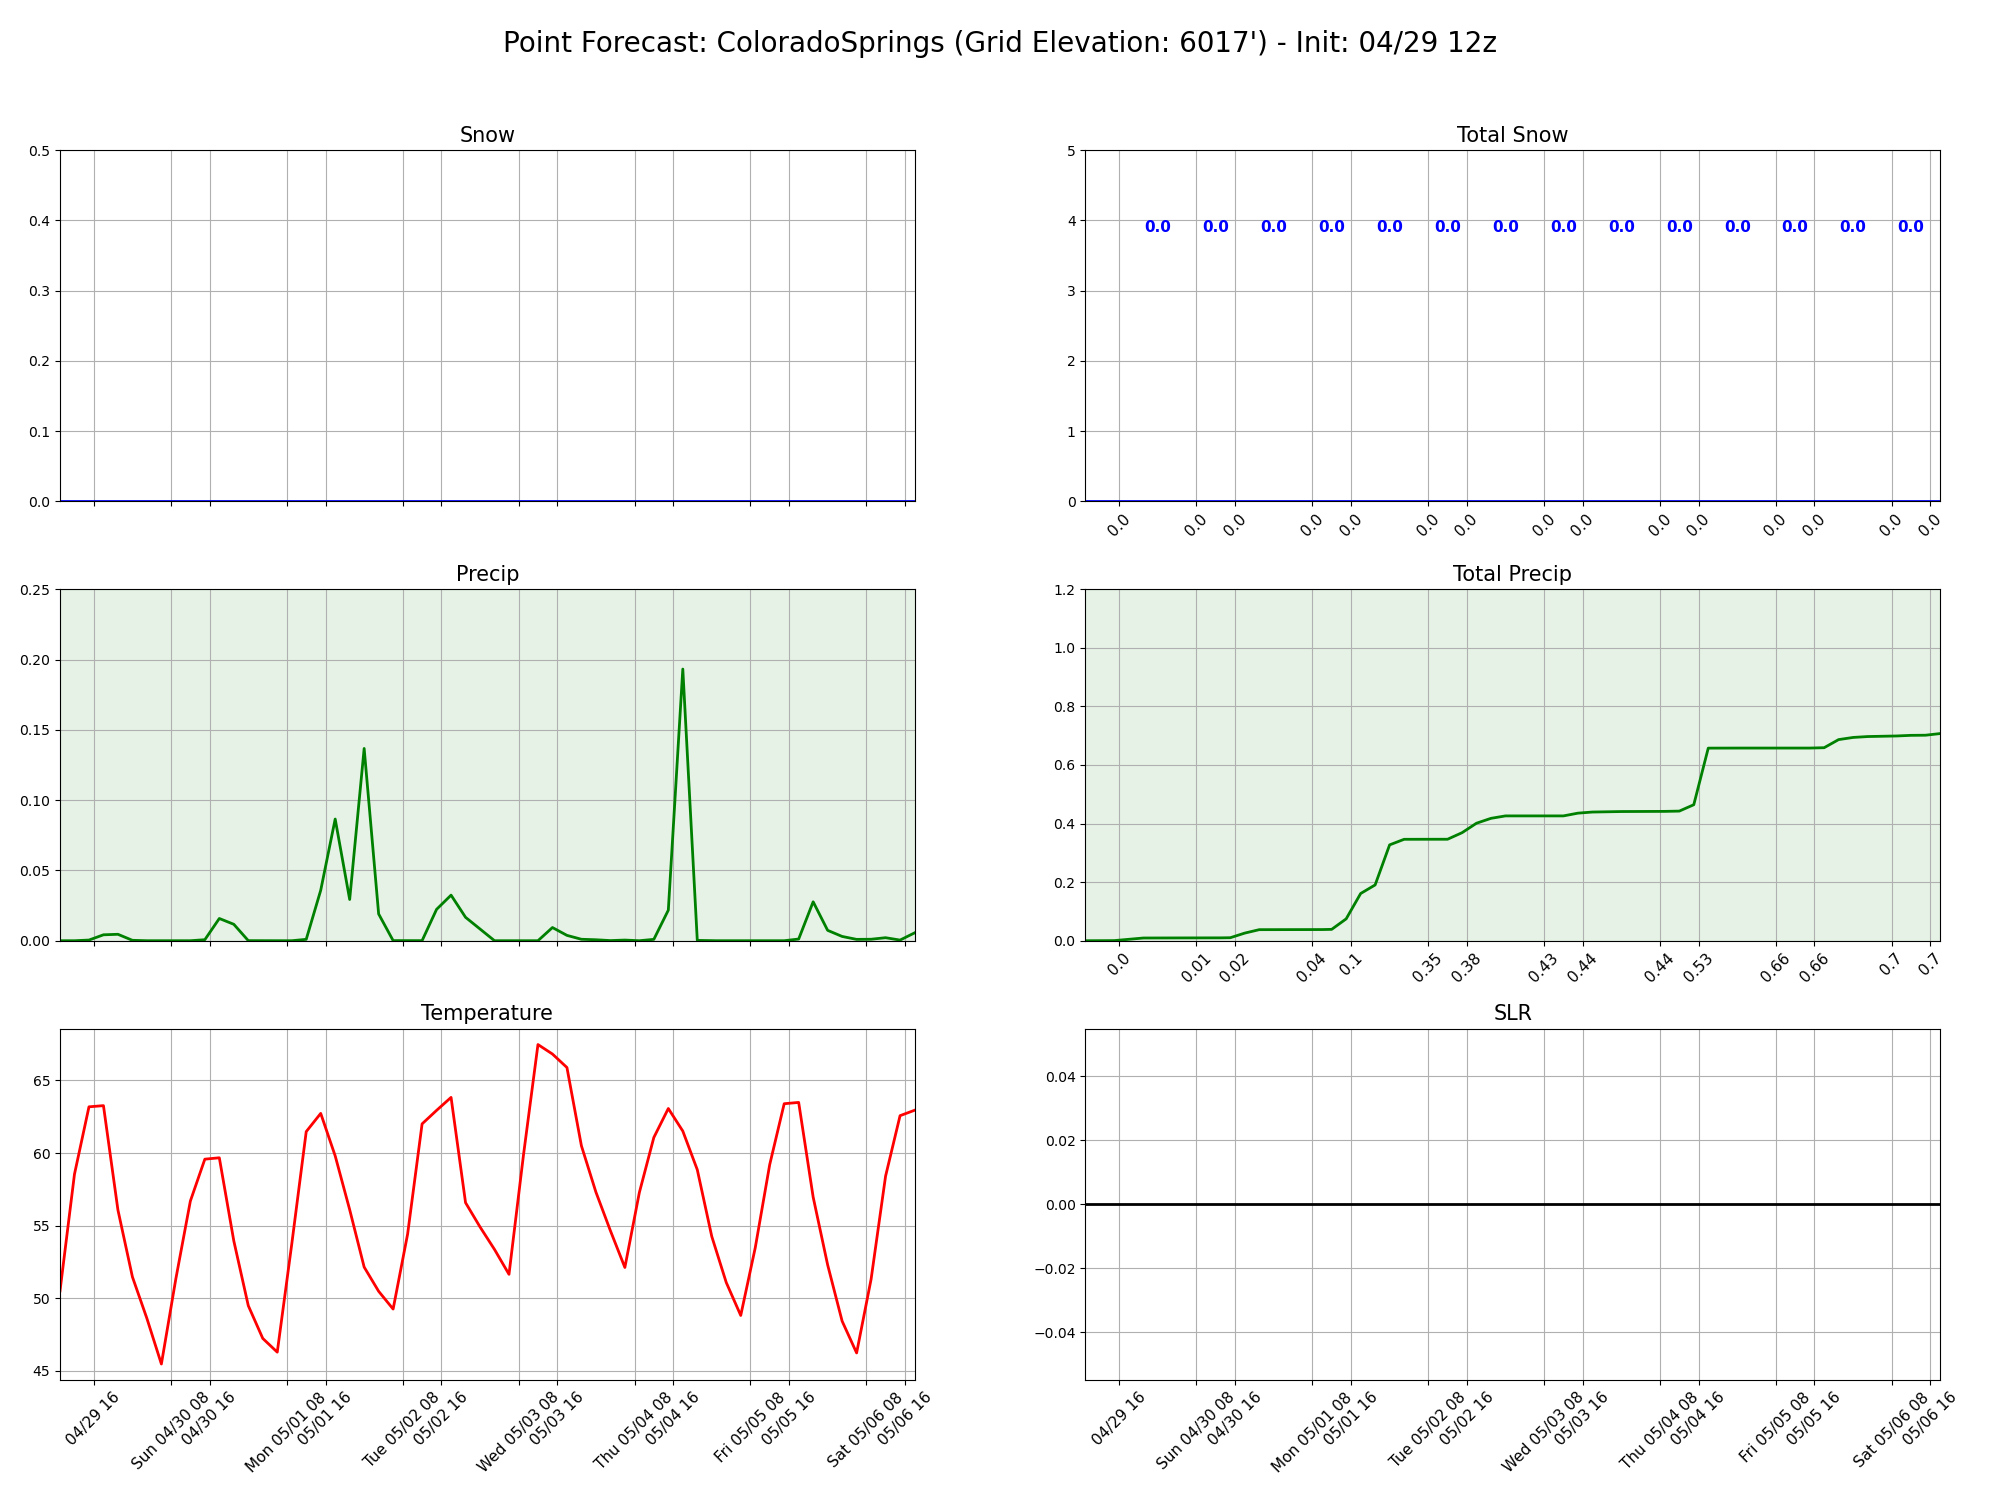 Point Forecast: ColoradoSprings (Grid Elevation: 6017') - Init: 04/29 12z
Snow
0.5
0.4
0.3
0.2
0.1
0.0
Total Snow
5
4
3
2
1
0
0.0 0.0 0.0 0.0 0.0 0.0 0.0 0.0 0.0 0.0 0.0 0.0 0.0 0.0
0.0 0.0 0.0 0.0 0.0 0.0 0.0 0.0 0.0 0.0 0.0 0.0 0.0 0.0 0.0
Precip
0.25
0.20
0.15
0.10
0.05
0.00
Total Precip
1.2
1.0
0.8
0.6
0.4
0.2
0.0
0.0 0.01 0.02 0.04 0.1 0.35 0.38 0.43 0.44 0.44 0.53 0.66 0.66 0.7 0.7
Temperature
65
60
55
50
45
04/29 16
Sun 04/30 08
04/30 16
Mon 05/01 08
05/01 16
Tue 05/02 08
05/02 16
Wed 05/03 08
05/03 16
Thu 05/04 08
05/04 16
Fri 05/05 08
05/05 16
Sat 05/06 08
05/06 16
SLR
0.04
0.02
0.00
−0.02
−0.04
04/29 16
Sun 04/30 08
04/30 16
Mon 05/01 08
05/01 16
Tue 05/02 08
05/02 16
Wed 05/03 08
05/03 16
Thu 05/04 08
05/04 16
Fri 05/05 08
05/05 16
Sat 05/06 08
05/06 16